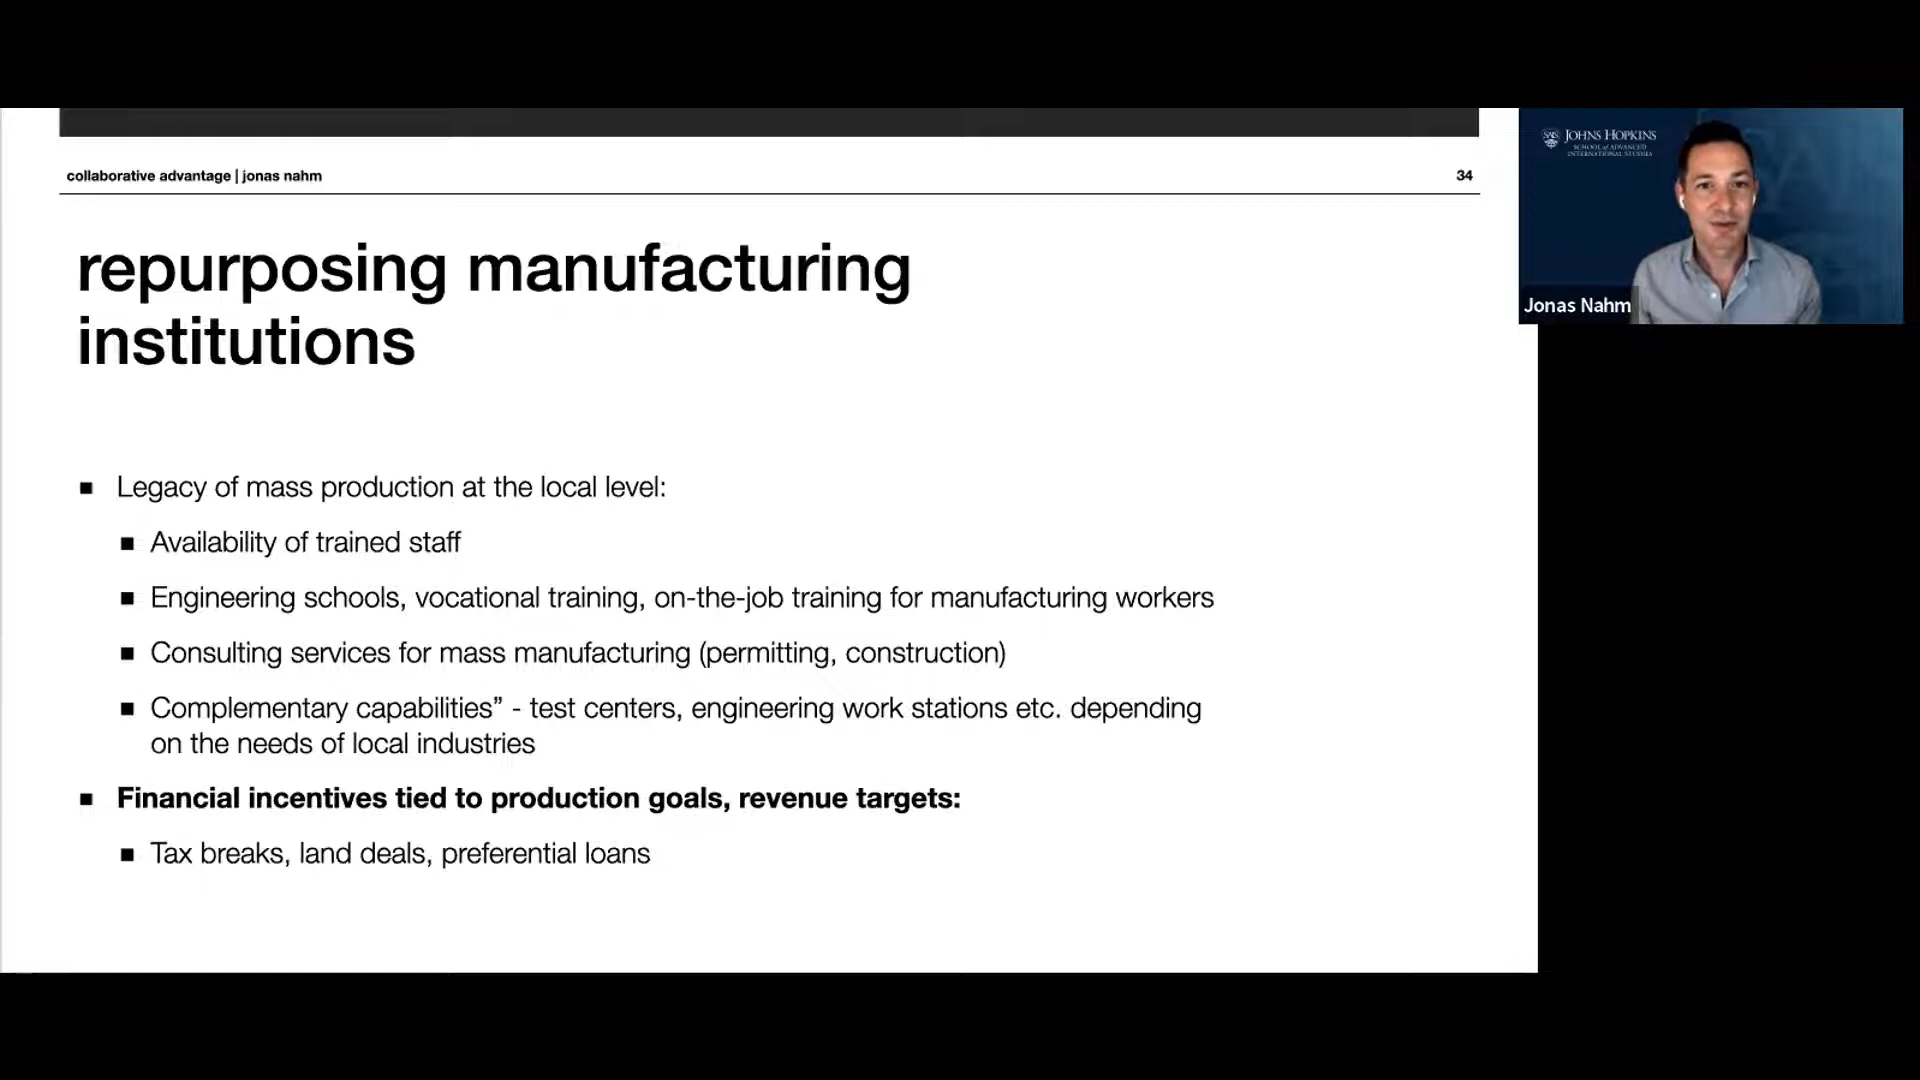 collaborative advantage | jonas nahm
34
repurposing manufacturing
institutions
■ Legacy of mass production at the local level:
■ Availability of trained staff
■ Engineering schools, vocational training, on-the-job training for manufacturing workers
■ Consulting services for mass manufacturing (permitting, construction)
■ Complementary capabilities” - test centers, engineering work stations etc. depending
on the needs of local industries
■ Financial incentives tied to production goals, revenue targets:
■ Tax breaks, land deals, preferential loans
SAIS
JOHNS HOPKINS
SCHOOL of ADVANCED
INTERNATIONAL STUDIES
Jonas Nahm